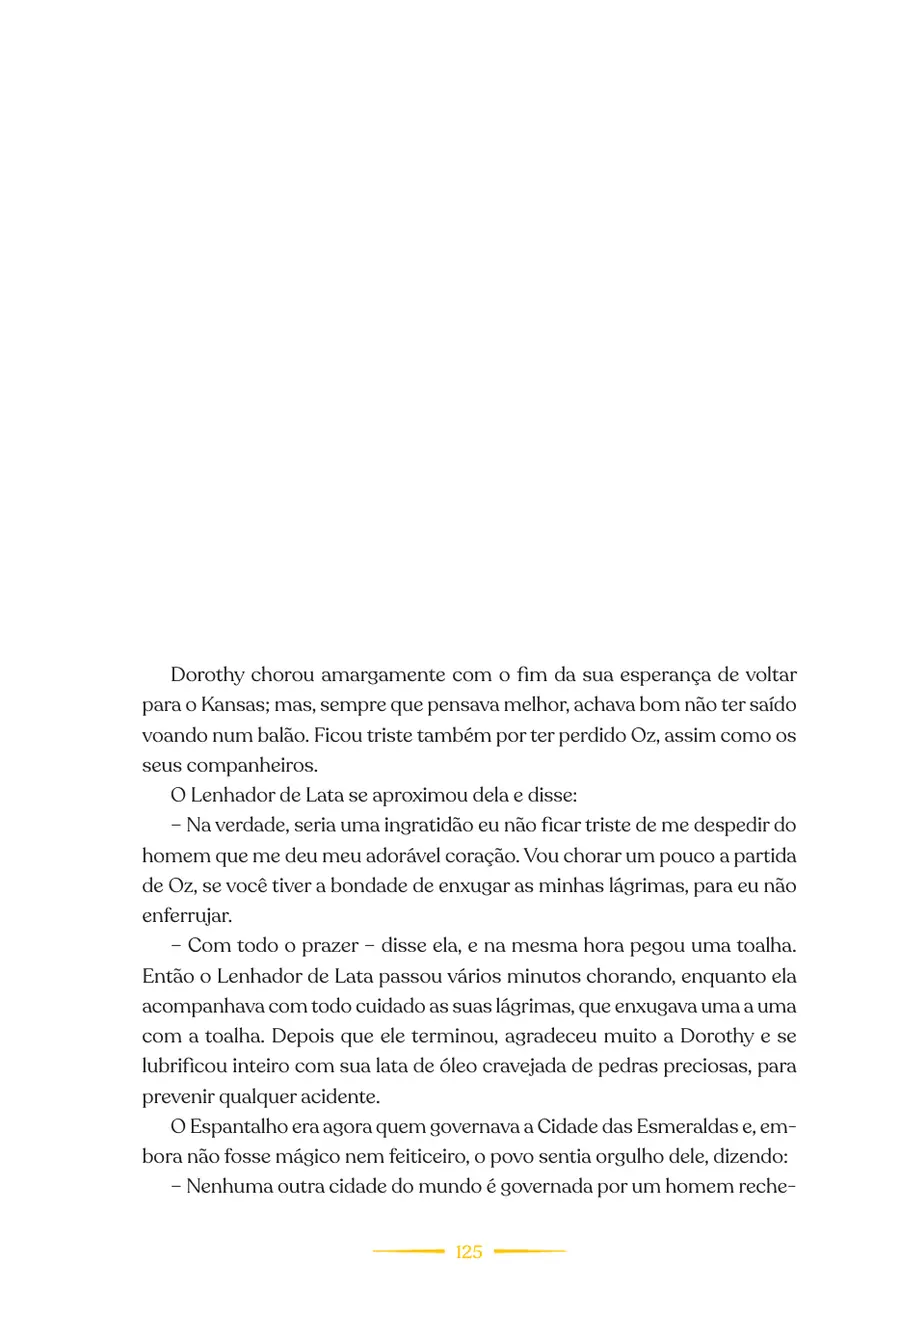 Dorothy chorou amargamente com o fim da sua esperança de voltar
para o Kansas; mas, sempre que pensava melhor, achava bom não ter saído
voando num balão. Ficou triste também por ter perdido Oz, assim como os
seus companheiros.
O Lenhador de Lata se aproximou dela e disse:
– Na verdade, seria uma ingratidão eu não ficar triste de me despedir do
homem que me deu meu adorável coração. Vou chorar um pouco a partida
de Oz, se você tiver a bondade de enxugar as minhas lágrimas, para eu não
enferrujar.
– Com todo o prazer – disse ela, e na mesma hora pegou uma toalha.
Então o Lenhador de Lata passou vários minutos chorando, enquanto ela
acompanhava com todo cuidado as suas lágrimas, que enxugava uma a uma
com a toalha. Depois que ele terminou, agradeceu muito a Dorothy e se
lubrificou inteiro com sua lata de óleo cravejada de pedras preciosas, para
prevenir qualquer acidente.
O Espantalho era agora quem governava a Cidade das Esmeraldas e, em-
bora não fosse mágico nem feiticeiro, o povo sentia orgulho dele, dizendo:
– Nenhuma outra cidade do mundo é governada por um homem reche-
125